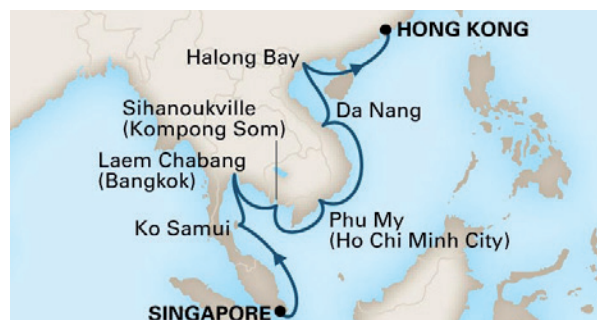 HONG KONG
Halong Bay
Sihanoukville
(Kompong Som)
Da Nang
Laem Chabang
(Bangkok)
Ko Samui
Phu My
(Ho Chi Minh City)
SINGAPORE